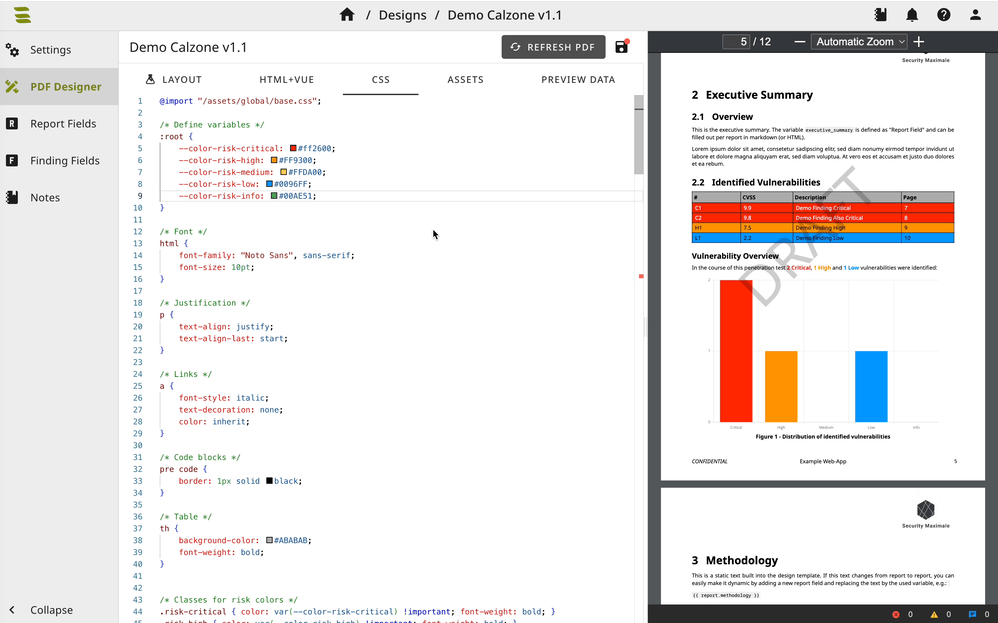 / Designs / Demo Calzone v1.1
Settings
PDF Designer
Report Fields
Finding Fields
Notes
Collapse
Demo Calzone v1.1
REFRESH PDF
LAYOUT HTML+VUE CSS ASSETS PREVIEW DATA
1 @import "/assets/global/base.css";
2
3 /* Define variables */
4 :root {
5 --color-risk-critical: #ff2600;
6 --color-risk-high: #FF9300;
7 --color-risk-medium: #FFDA00;
8 --color-risk-low: #0096FF;
9 --color-risk-info: #00AE51;
10 }
11
12 /* Font */
13 html {
14 font-family: "Noto Sans", sans-serif;
15 font-size: 10pt;
16 }
17
18 /* Justification */
19 p {
20 text-align: justify;
21 text-align-last: start;
22 }
23
24 /* Links */
25 a {
26 font-style: italic;
27 text-decoration: none;
28 color: inherit;
29 }
30
31 /* Code blocks */
32 pre code {
33 border: 1px solid black;
34 }
35
36 /* Table */
37 th {
38 background-color: #ABABAB;
39 font-weight: bold;
40 }
41
42
43 /* Classes for risk colors */
44 .risk-critical { color: var(--color-risk-critical) !important; font-weight: bold; }
45 .risk-high { color: var(--color-risk-high) !important; font-weight: bold; }
5 / 12 Automatic Zoom
Security Maximale
2 Executive Summary
2.1 Overview
This is the executive summary. The variable executive_summary is defined as "Report Field" and can be
filled out per report in markdown (or HTML).
Lorem ipsum dolor sit amet, consetetur sadipscing elitr, sed diam nonumy eirmod tempor invidunt ut
labore et dolore magna aliquyam erat, sed diam voluptua. At vero eos et accusam et justo duo dolores
et ea rebum.
2.2 Identified Vulnerabilities
# CVSS Description Page
C1 9.9 Demo Finding Critical 7
C2 9.8 Demo Finding Also Critical 8
H1 7.5 Demo Finding High 9
L1 2.2 Demo Finding Low 10
DRAFT
Vulnerability Overview
In the course of this penetration test 2 Critical, 1 High and 1 Low vulnerabilities were identified:
2
1
0
Critical High Medium Low Info
Figure 1 - Distribution of identified vulnerabilities
CONFIDENTIAL Example Web-App 5
Security Maximale
3 Methodology
This is a static text built into the design template. If this text changes from report to report, you can
easily make it dynamic by adding a new report field and replacing the text by the used variable, e.g.:
{{ report.methodology }}
0 0 0